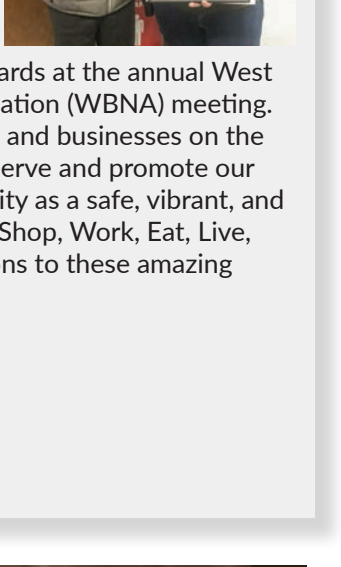 ards at the annual West
ation (WBNA) meeting.
and businesses on the
erve and promote our
ity as a safe, vibrant, and
Shop, Work, Eat, Live,
ns to these amazing